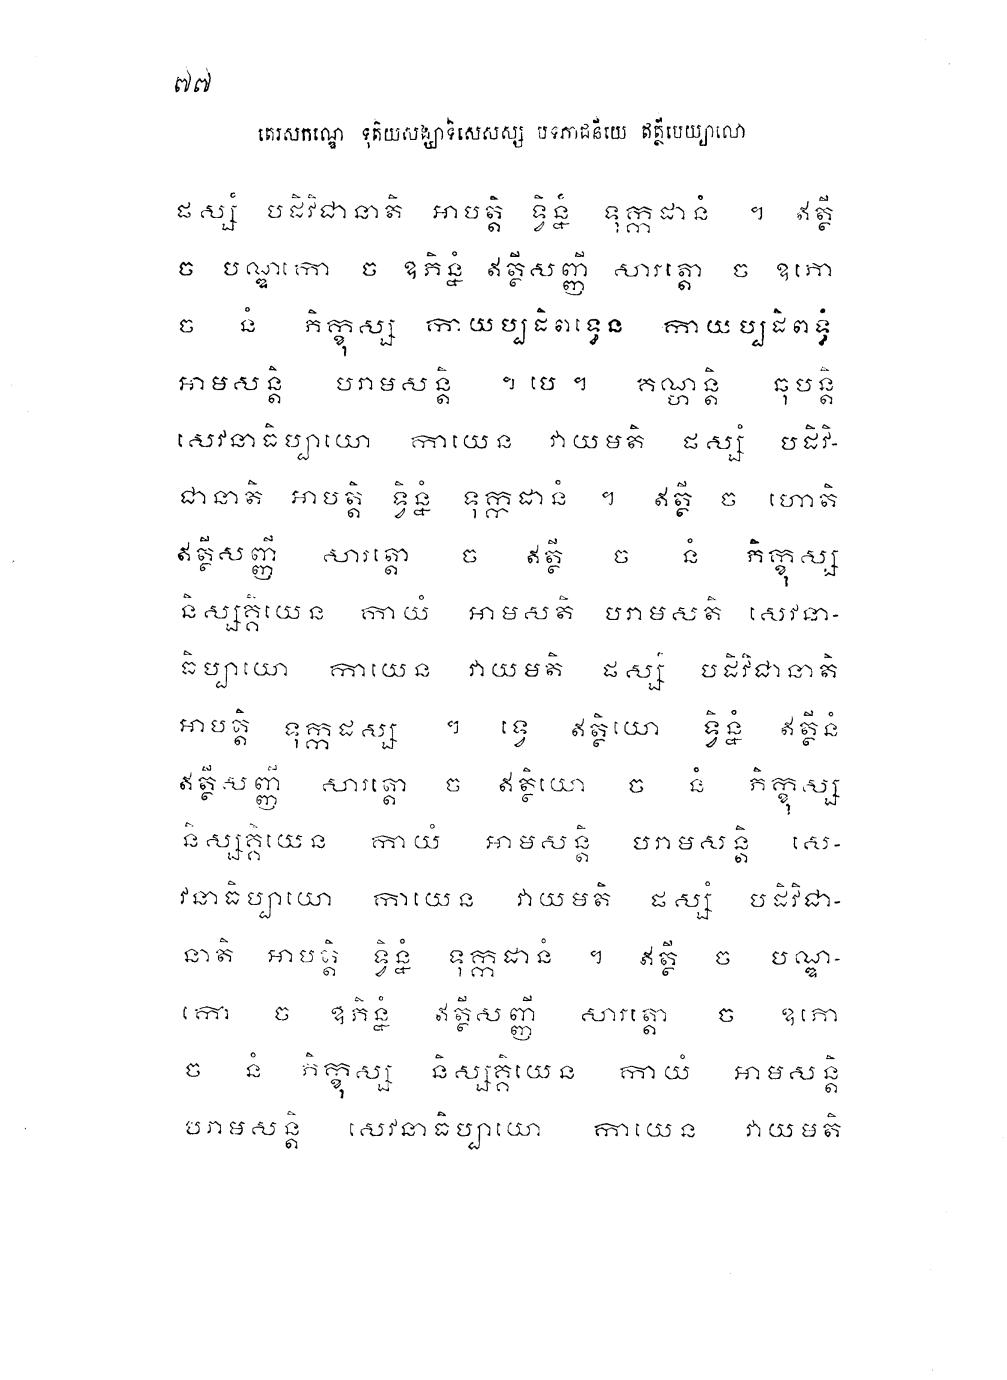 ៧៧
តេរសកណ្ឌេ ទុតិយសង្ឃាទិសេសស្ស បទភាជនីយេ ឥត្ថីបេយ្យាលោ
ផស្សំ បដិវិជានាតិ អាបត្តិ ទ្វិន្នំ ទុក្កដានំ ។ ឥត្ថី
ច បណ្ឌកោ ច ឧភិន្នំ ឥត្ថីសញ្ញី សារត្តោ ច ឧភោ
ច នំ ភិក្ខុស្ស កាយប្បដិពទ្ធេន កាយប្បដិពទ្ធំ
អាមសន្តិ បរាមសន្តិ ។ បេ ។ គណ្ហន្តិ ឆុបន្តិ
សេវនាធិប្បាយោ កាយេន វាយមតិ ផស្សំ បដិវិ-
ជានាតិ អាបត្តិ ទ្វិន្នំ ទុក្កដានំ ។ ឥត្ថី ច ហោតិ
ឥត្ថីសញ្ញី សារត្តោ ច ឥត្ថី ច នំ ភិក្ខុស្ស
និស្សគ្គិយេន កាយំ អាមសតិ បរាមសតិ សេវនា-
ធិប្បាយោ កាយេន វាយមតិ ផស្សំ បដិវិជានាតិ
អាបត្តិ ទុក្កដស្ស ។ ទ្វេ ឥត្ថិយោ ទ្វិន្នំ ឥត្ថីនំ
ឥត្ថីសញ្ញី សារត្តោ ច ឥត្ថិយោ ច នំ ភិក្ខុស្ស
និស្សគ្គិយេន កាយំ អាមសន្តិ បរាមសន្តិ សេ-
វនាធិប្បាយោ កាយេន វាយមតិ ផស្សំ បដិវិជា-
នាតិ អាបត្តិ ទ្វិន្នំ ទុក្កដានំ ។ ឥត្ថី ច បណ្ឌ-
កោ ច ឧភិន្នំ ឥត្ថីសញ្ញី សារត្តោ ច ឧភោ
ច នំ ភិក្ខុស្ស និស្សគ្គិយេន កាយំ អាមសន្តិ
បរាមសន្តិ សេវនាធិប្បាយោ កាយេន វាយមតិ